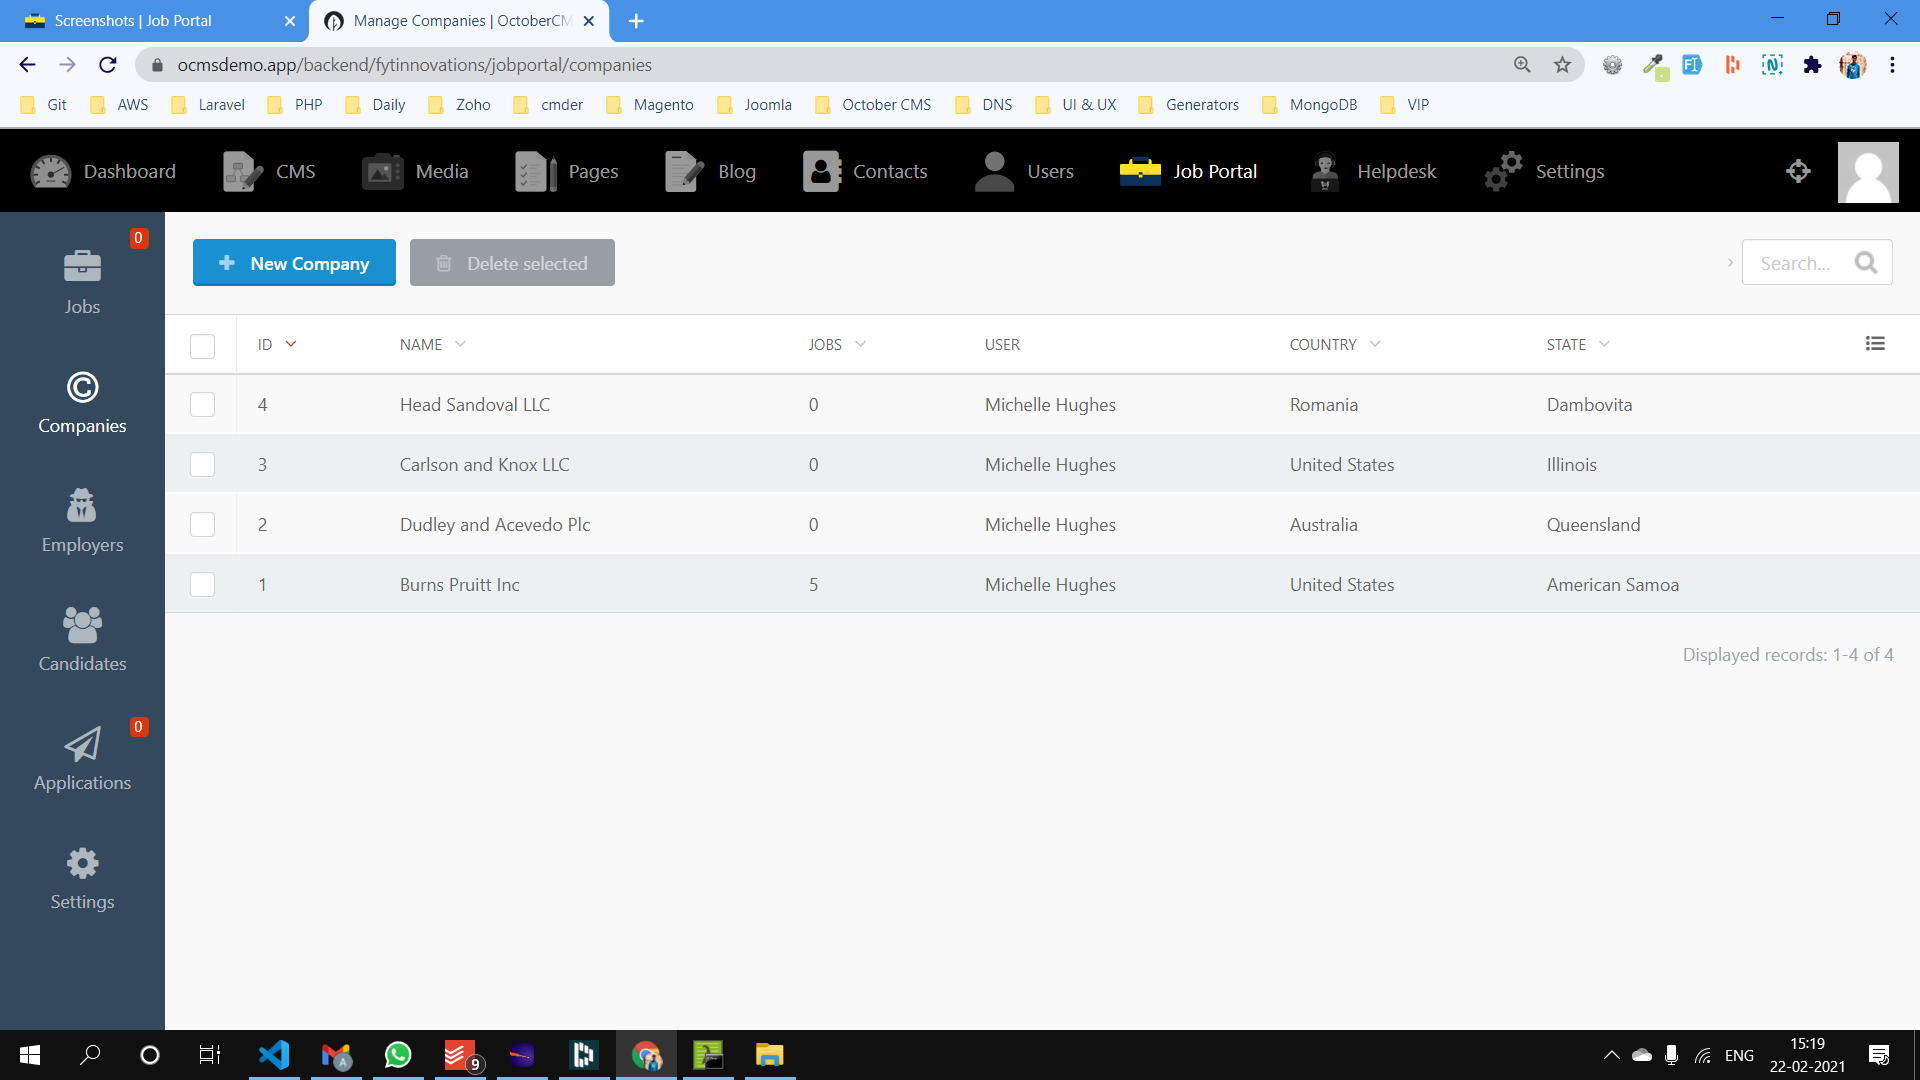 Screenshots | Job Portal
Manage Companies | OctoberCM
ocmsdemo.app/backend/fytinnovations/jobportal/companies
Git AWS Laravel PHP Daily Zoho cmder Magento Joomla October CMS DNS UI & UX Generators MongoDB VIP
Dashboard CMS Media Pages Blog Contacts Users Job Portal Helpdesk Settings
0
Jobs
Companies
Employers
Candidates
0
Applications
Settings
New Company Delete selected Search...
ID NAME JOBS USER COUNTRY STATE
4 Head Sandoval LLC 0 Michelle Hughes Romania Dambovita
3 Carlson and Knox LLC 0 Michelle Hughes United States Illinois
2 Dudley and Acevedo Plc 0 Michelle Hughes Australia Queensland
1 Burns Pruitt Inc 5 Michelle Hughes United States American Samoa
Displayed records: 1-4 of 4
9
ENG
15:19
22-02-2021